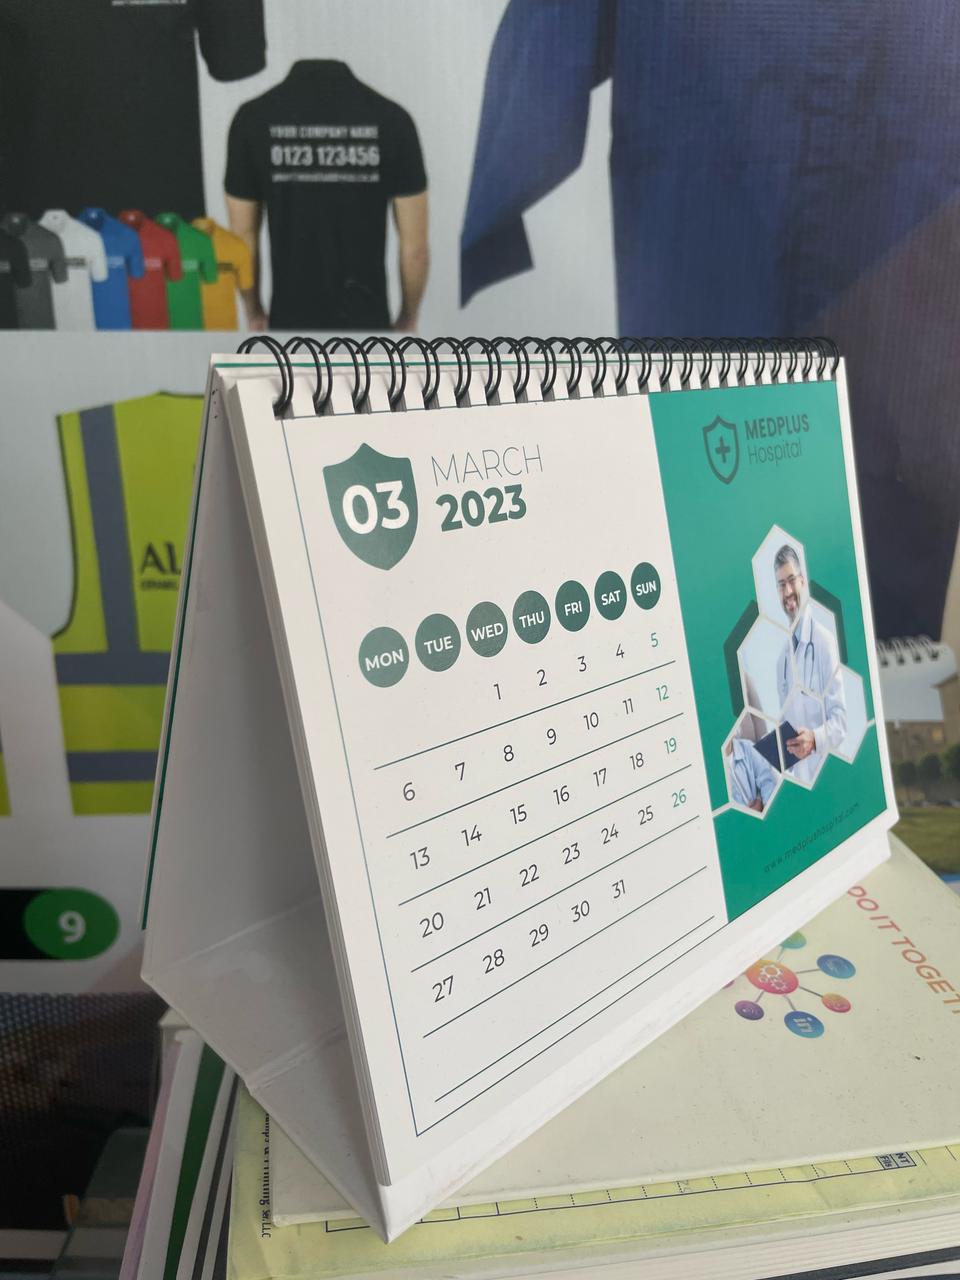 YOUR COMPANY NAME
0123 123456
AL
9
03
MARCH
2023
MON TUE WED THU FRI SAT SUN
1 2 3 4 5
6 7 8 9 10 11 12
13 14 15 16 17 18 19
20 21 22 23 24 25 26
27 28 29 30 31
MEDPLUS
Hospital
www.medplushospital.com
DO IT TOGET
in